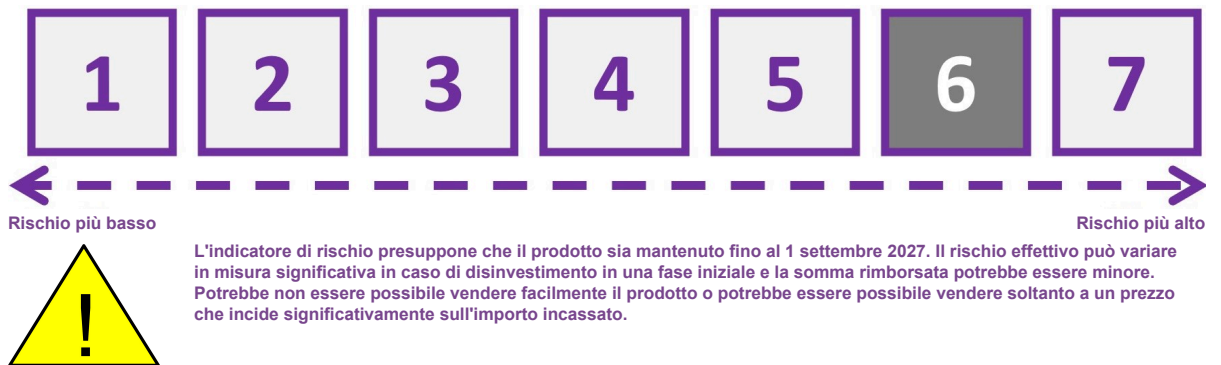 1 2 3 4 5 6 7
Rischio più basso Rischio più alto
L'indicatore di rischio presuppone che il prodotto sia mantenuto fino al 1 settembre 2027. Il rischio effettivo può variare
in misura significativa in caso di disinvestimento in una fase iniziale e la somma rimborsata potrebbe essere minore.
Potrebbe non essere possibile vendere facilmente il prodotto o potrebbe essere possibile vendere soltanto a un prezzo
che incide significativamente sull'importo incassato.
!